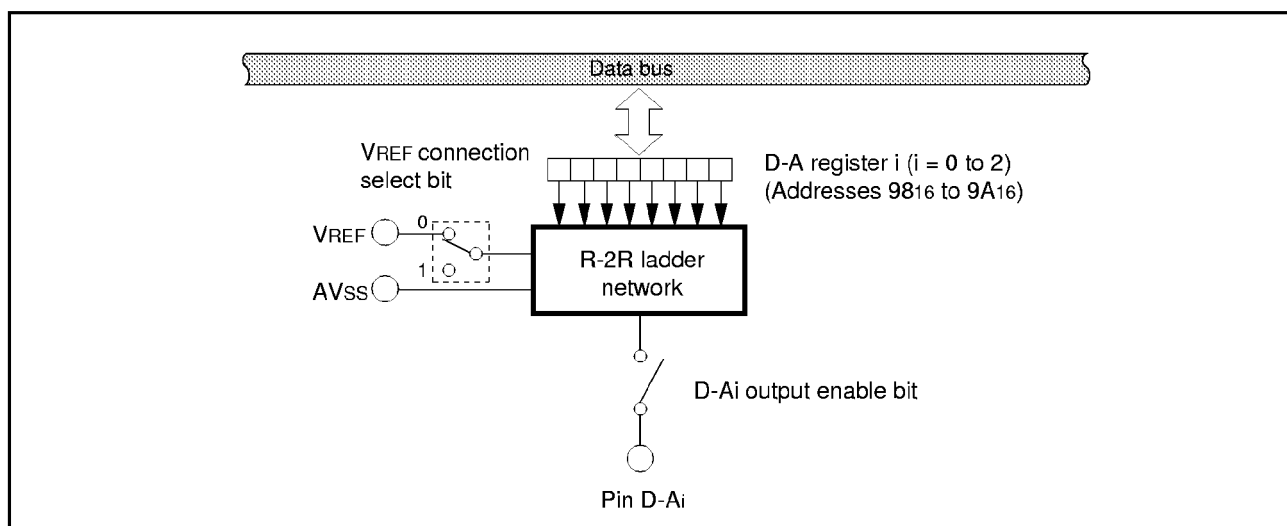 Data bus
VREF connection
select bit
D-A register i (i = 0 to 2)
(Addresses 9816 to 9A16)
VREF
0
1
AVSS
R-2R ladder
network
D-Ai output enable bit
Pin D-Ai